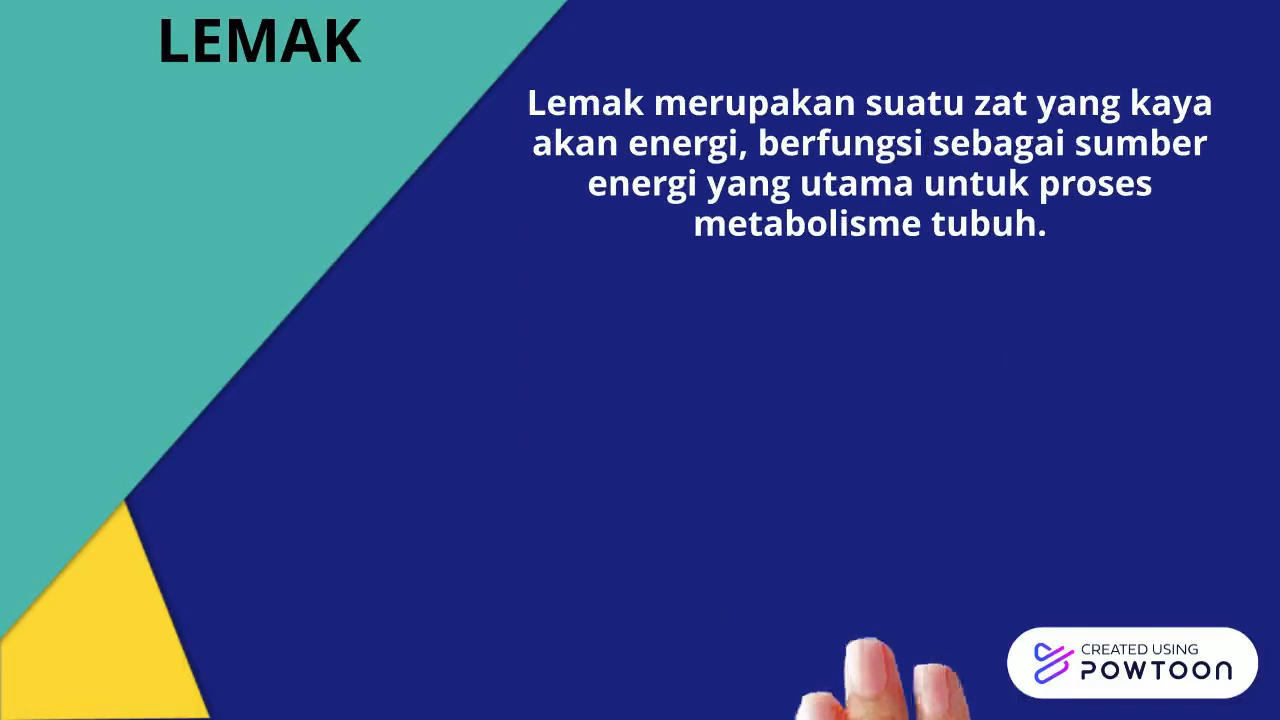 LEMAK
Lemak merupakan suatu zat yang kaya
akan energi, berfungsi sebagai sumber
energi yang utama untuk proses
metabolisme tubuh.
CREATED USING
POWTOON